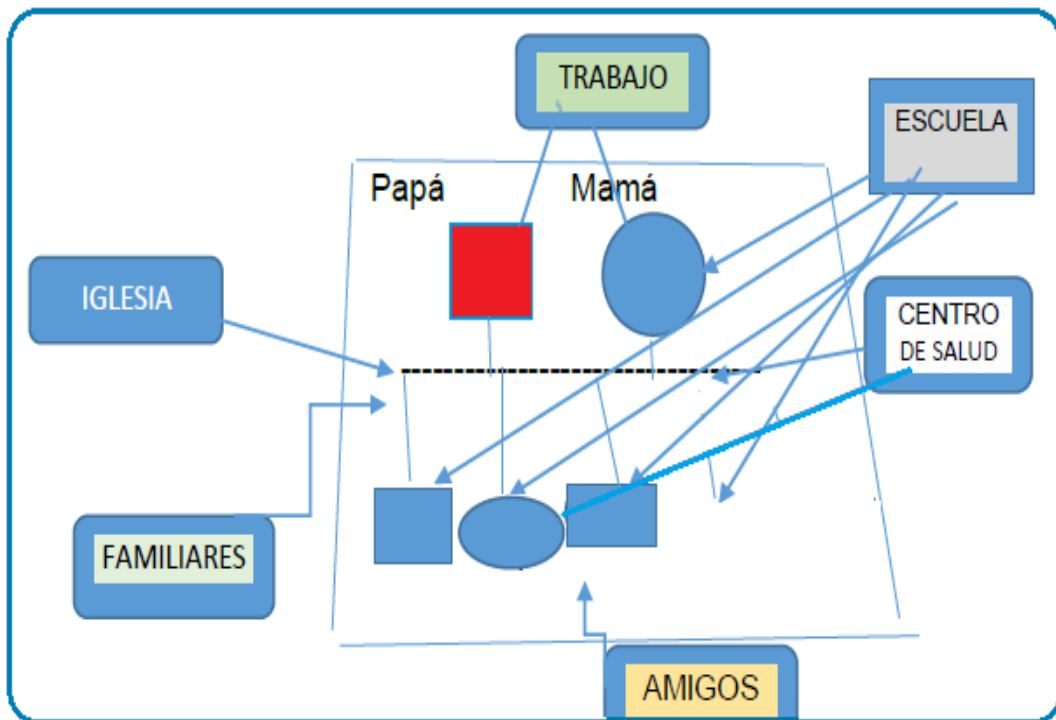 TRABAJO
ESCUELA
Papá
Mamá
IGLESIA
CENTRO
DE SALUD
FAMILIARES
AMIGOS